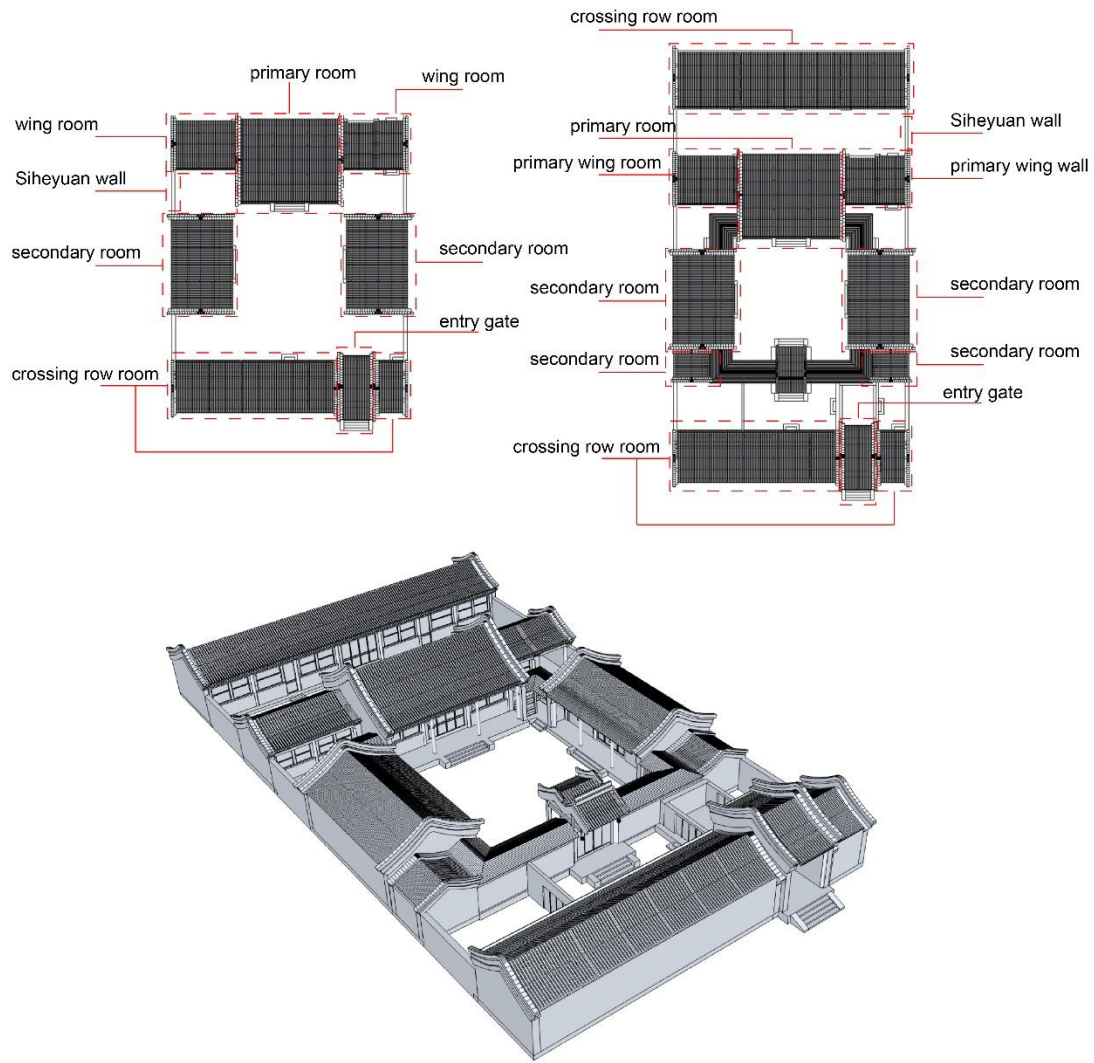 primary room
wing room
wing room
Siheyuan wall
secondary room
secondary room
entry gate
crossing row room
crossing row room
Siheyuan wall
primary room
primary wing room
primary wing wall
secondary room
secondary room
secondary room
secondary room
entry gate
crossing row room